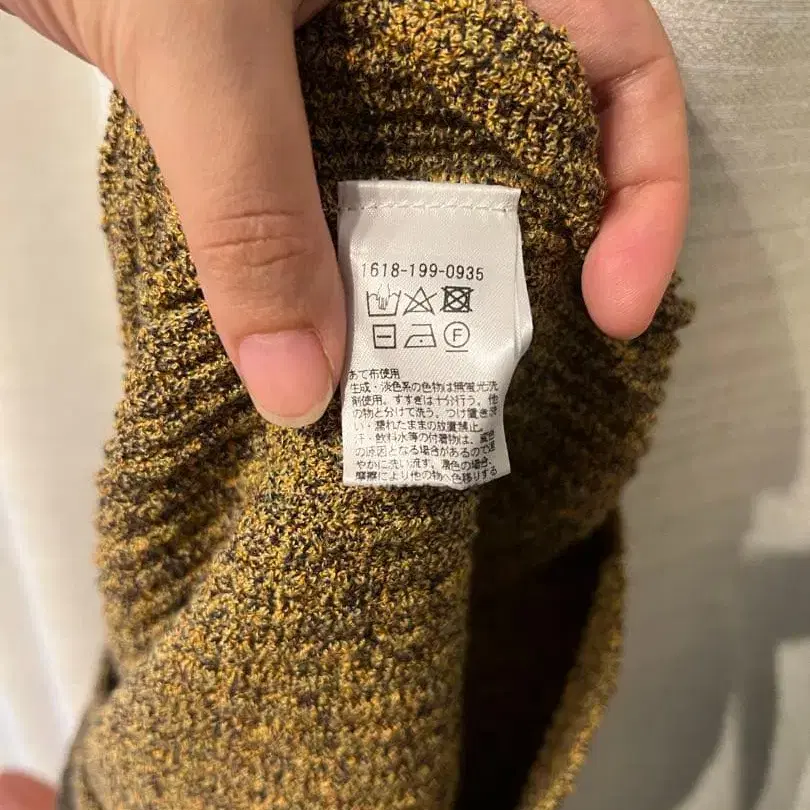 1618-199-0935
F
あて布使用
生成・淡色系の色物は無蛍光洗
剤使用。すすぎは十分行う。他
の物と分けて洗う。つけ置き洗
い・濡れたままの放置禁止。
汗・飲料水等の付着物は、変色
の原因となる場合があるので速
やかに洗い流す。濃色の場合、
摩擦により他の物へ色移りする